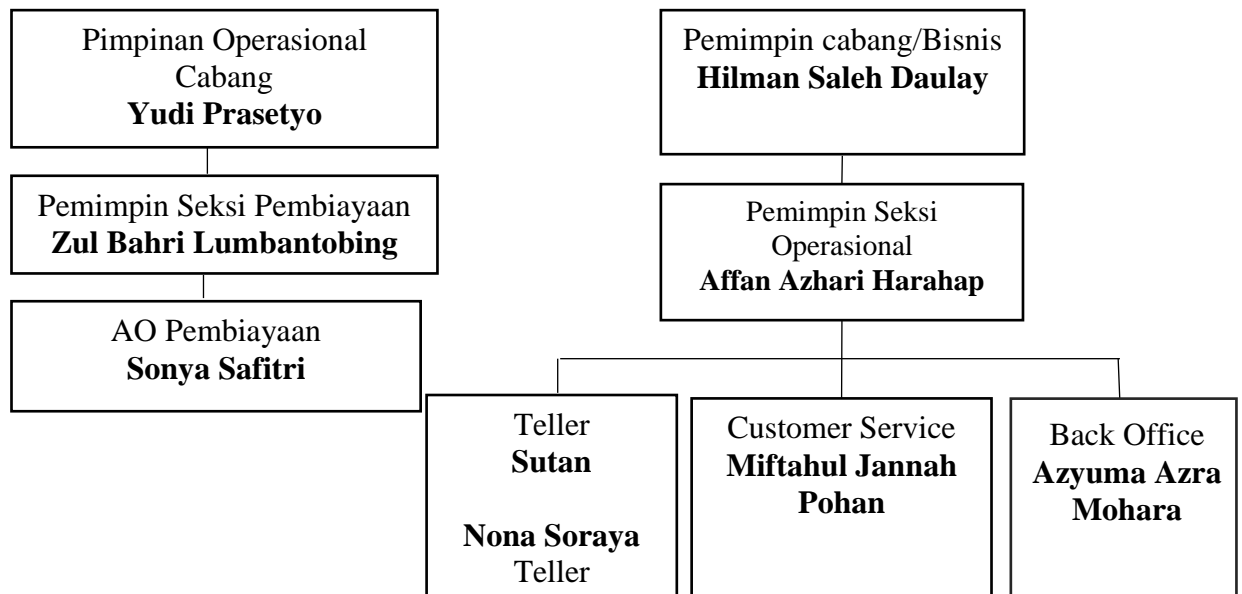 Pimpinan Operasional
Cabang
Yudi Prasetyo
Pemimpin cabang/Bisnis
Hilman Saleh Daulay
Pemimpin Seksi Pembiayaan
Zul Bahri Lumbantobing
Pemimpin Seksi
Operasional
Affan Azhari Harahap
AO Pembiayaan
Sonya Safitri
Teller
Sutan
Nona Soraya
Teller
Customer Service
Miftahul Jannah
Pohan
Back Office
Azyuma Azra
Mohara